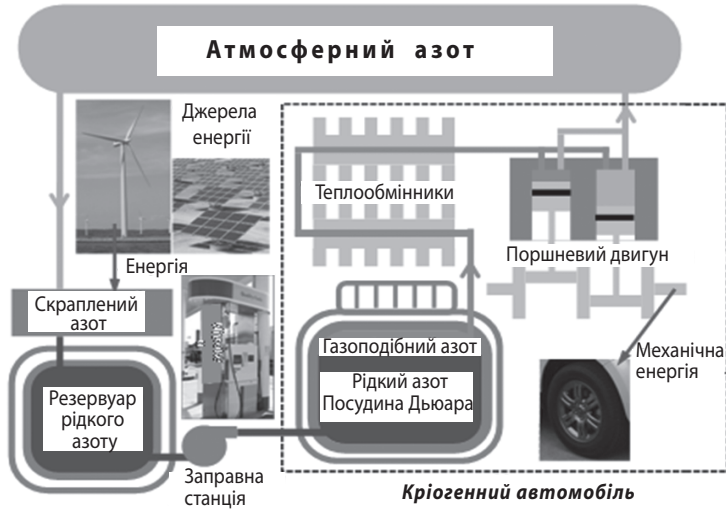 Атмосферний азот
Джерела
енергії
Теплообмінники
Поршневий двигун
Енергія
Скраплений
азот
Газоподібний азот
Рідкий азот
Посудина Дьюара
Механічна
енергія
Резервуар
рідкого
азоту
Заправна
станція
Кріогенний автомобіль